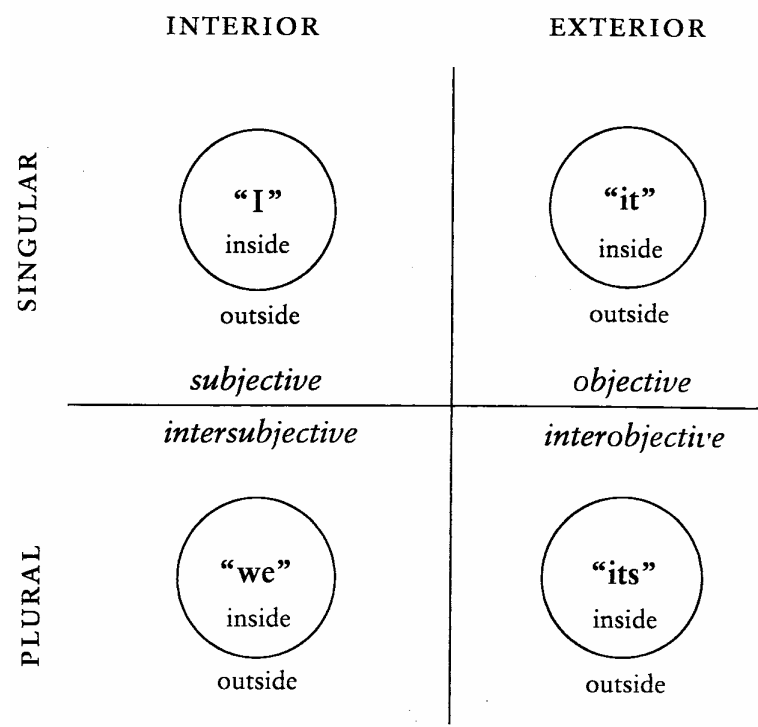 INTERIOR
EXTERIOR
SINGULAR
“I”
inside
outside
subjective
“it”
inside
outside
objective
PLURAL
intersubjective
“we”
inside
outside
interobjective
“its”
inside
outside